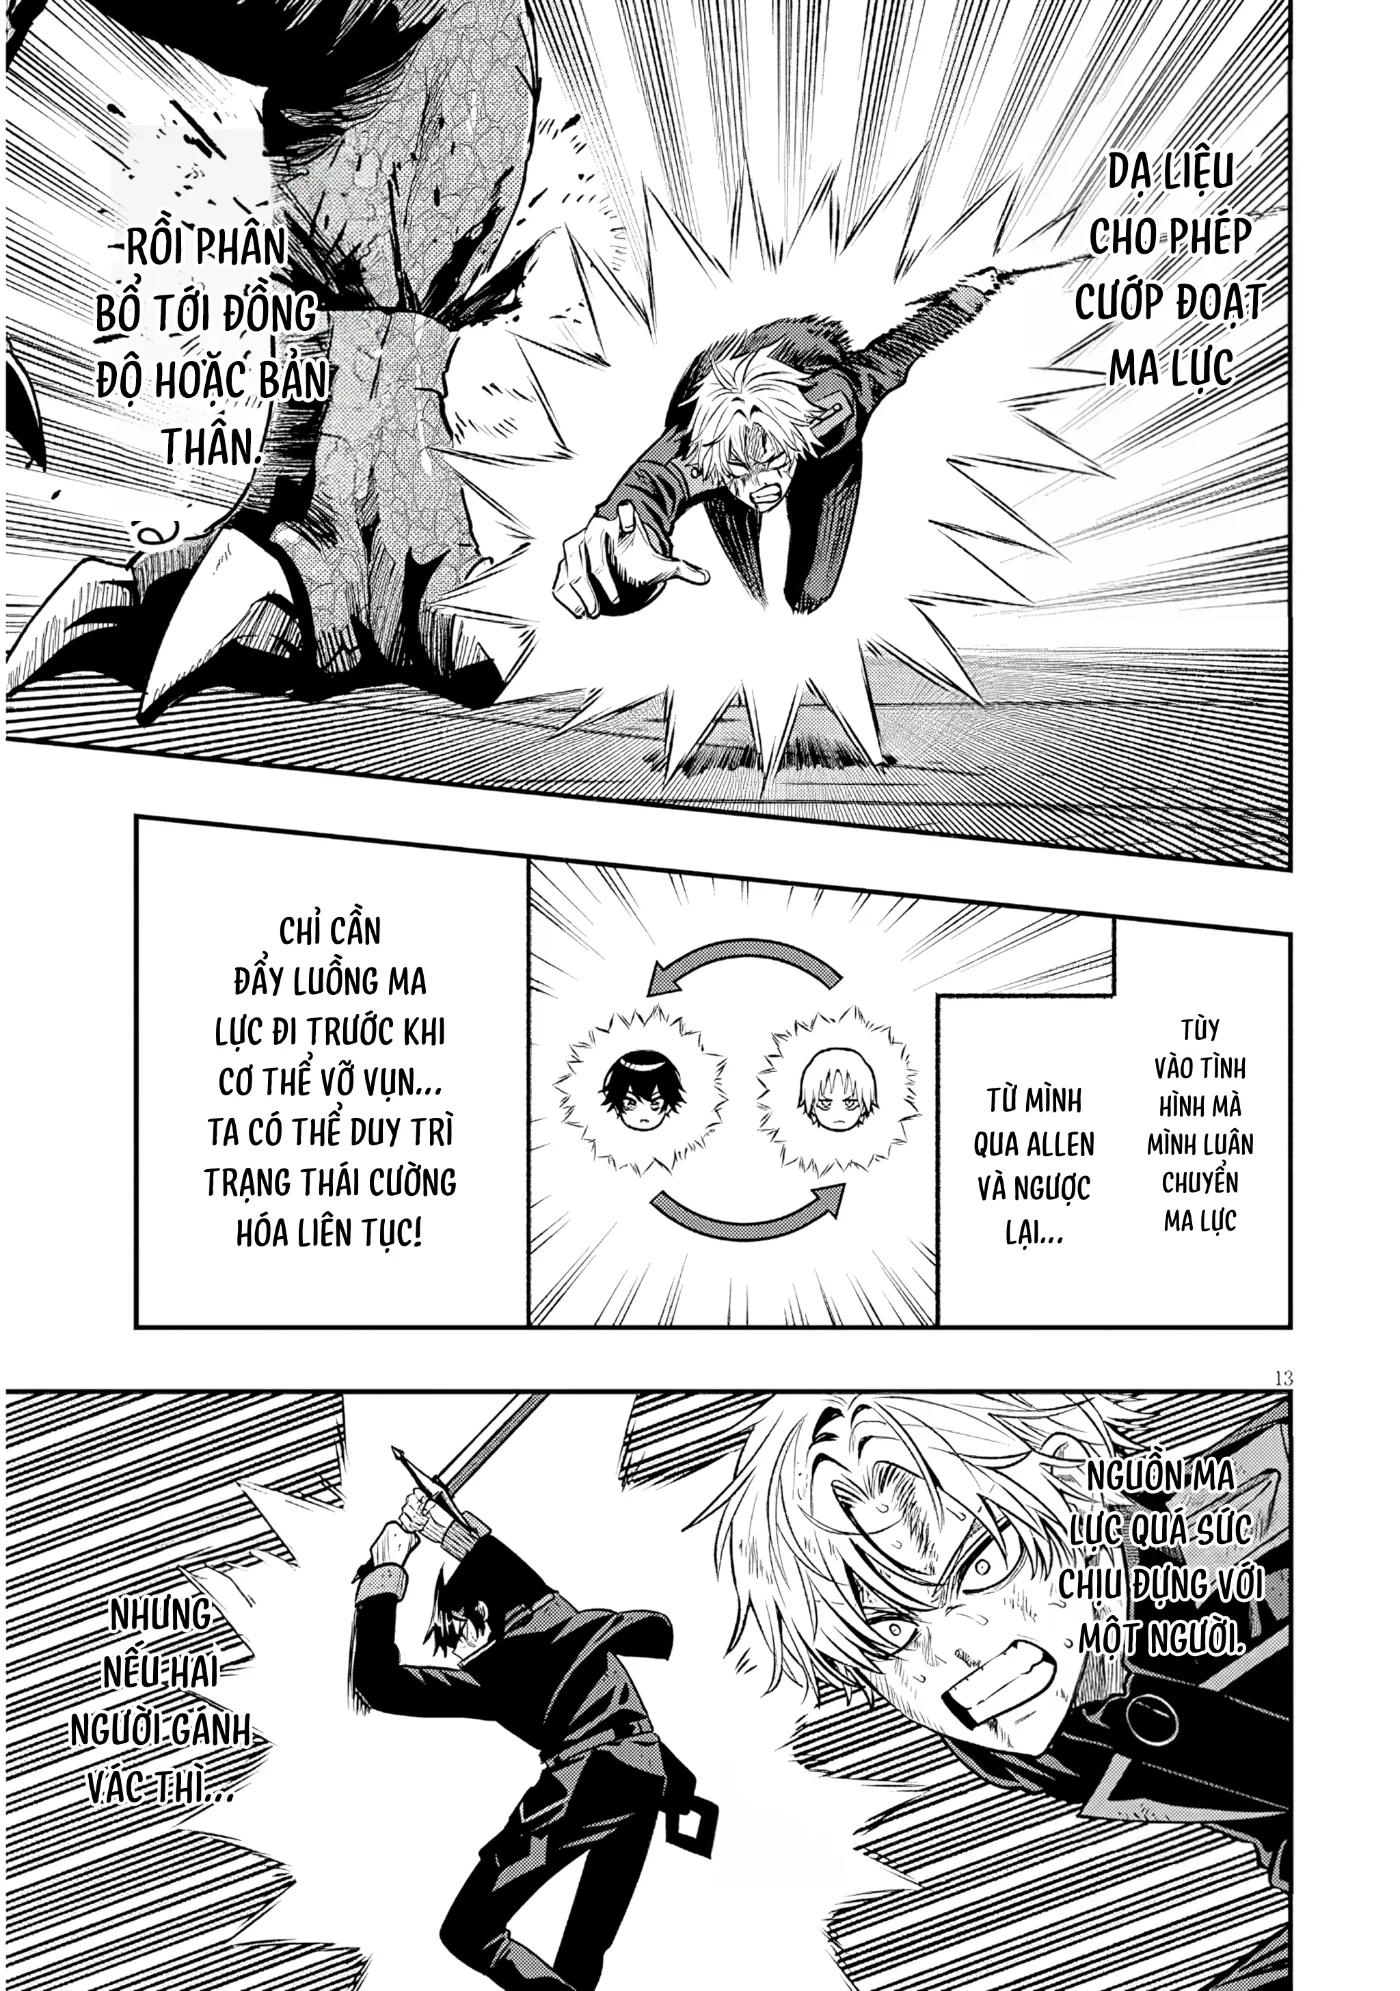 DẠ LIỆU
CHO PHÉP
CƯỚP ĐOẠT
MA LỰC
RỒI PHÂN
BỔ TỚI ĐỒNG
ĐỘ HOẶC BẢN
THÂN.
TÙY
VÀO TÌNH
HÌNH MÀ
MÌNH LUÂN
CHUYỂN
MA LỰC
TỪ MÌNH
QUA ALLEN
VÀ NGƯỢC
LẠI...
CHỈ CẦN
ĐẨY LUỒNG MA
LỰC ĐI TRƯỚC KHI
CƠ THỂ VỠ VỤN...
TA CÓ THỂ DUY TRÌ
TRẠNG THÁI CƯỜNG
HÓA LIÊN TỤC!
13
NGUỒN MA
LỰC QUÁ SỨC
CHỊU ĐỰNG VỚI
MỘT NGƯỜI.
NHƯNG
NẾU HAI
NGƯỜI GÁNH
VÁC THÌ...